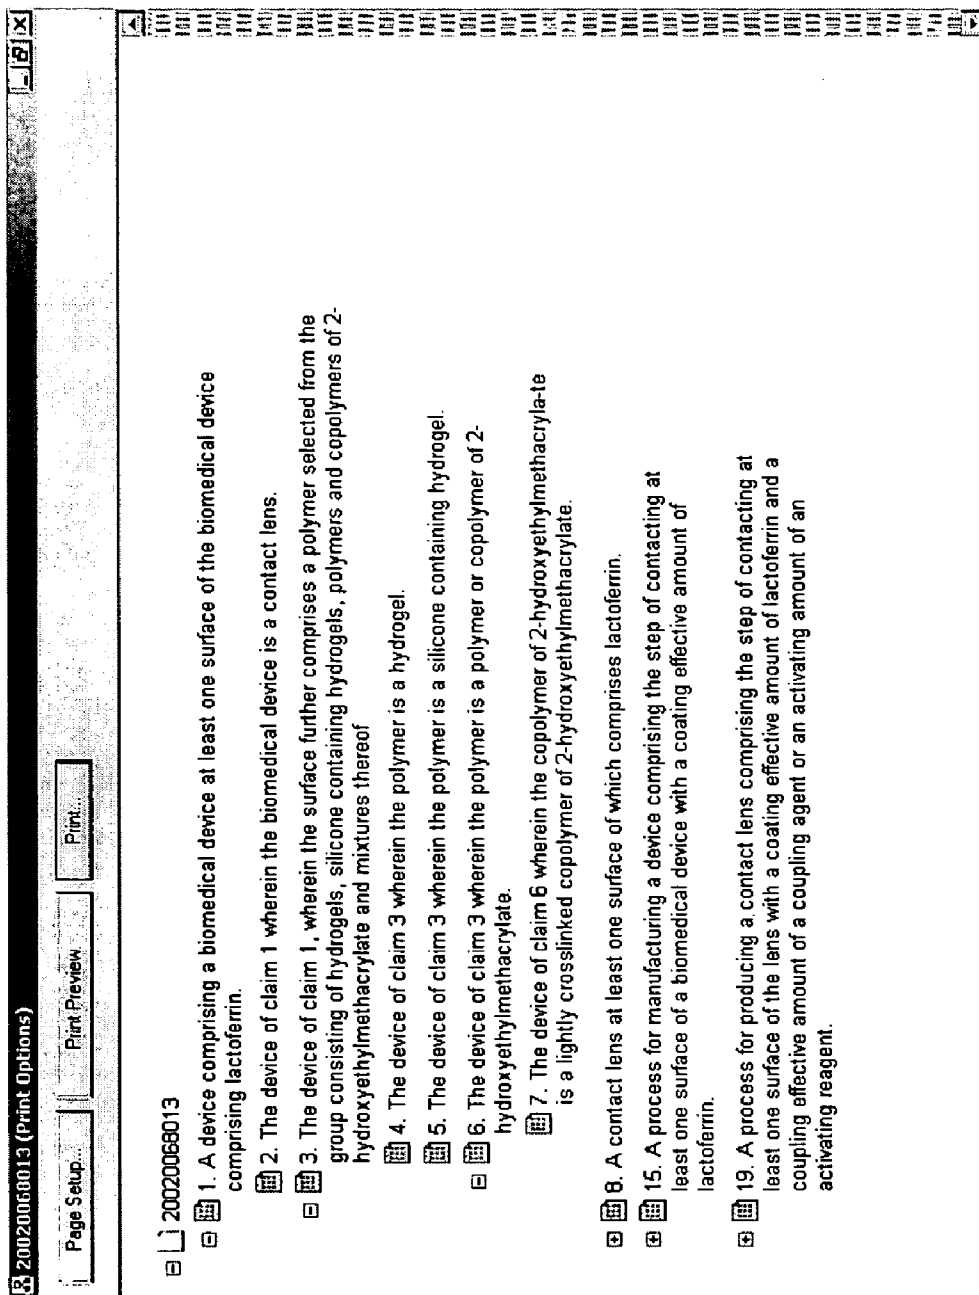 20020068013 (Print Options)
Page Setup... Print Preview Print...
20020068013
1. A device comprising a biomedical device at least one surface of the biomedical device
comprising lactoferrin.
2. The device of claim 1 wherein the biomedical device is a contact lens.
3. The device of claim 1, wherein the surface further comprises a polymer selected from the
group consisting of hydrogels, silicone containing hydrogels, polymers and copolymers of 2-
hydroxyethylmethacrylate and mixtures thereof
4. The device of claim 3 wherein the polymer is a hydrogel.
5. The device of claim 3 wherein the polymer is a silicone containing hydrogel.
6. The device of claim 3 wherein the polymer is a polymer or copolymer of 2-
hydroxyethylmethacrylate.
7. The device of claim 6 wherein the copolymer of 2-hydroxyethylmethacryla-te
is a lightly crosslinked copolymer of 2-hydroxyethylmethacrylate.
8. A contact lens at least one surface of which comprises lactoferrin.
15. A process for manufacturing a device comprising the step of contacting at
least one surface of a biomedical device with a coating effective amount of
lactoferrin.
19. A process for producing a contact lens comprising the step of contacting at
least one surface of the lens with a coating effective amount of lactoferrin and a
coupling effective amount of a coupling agent or an activating amount of an
activating reagent.